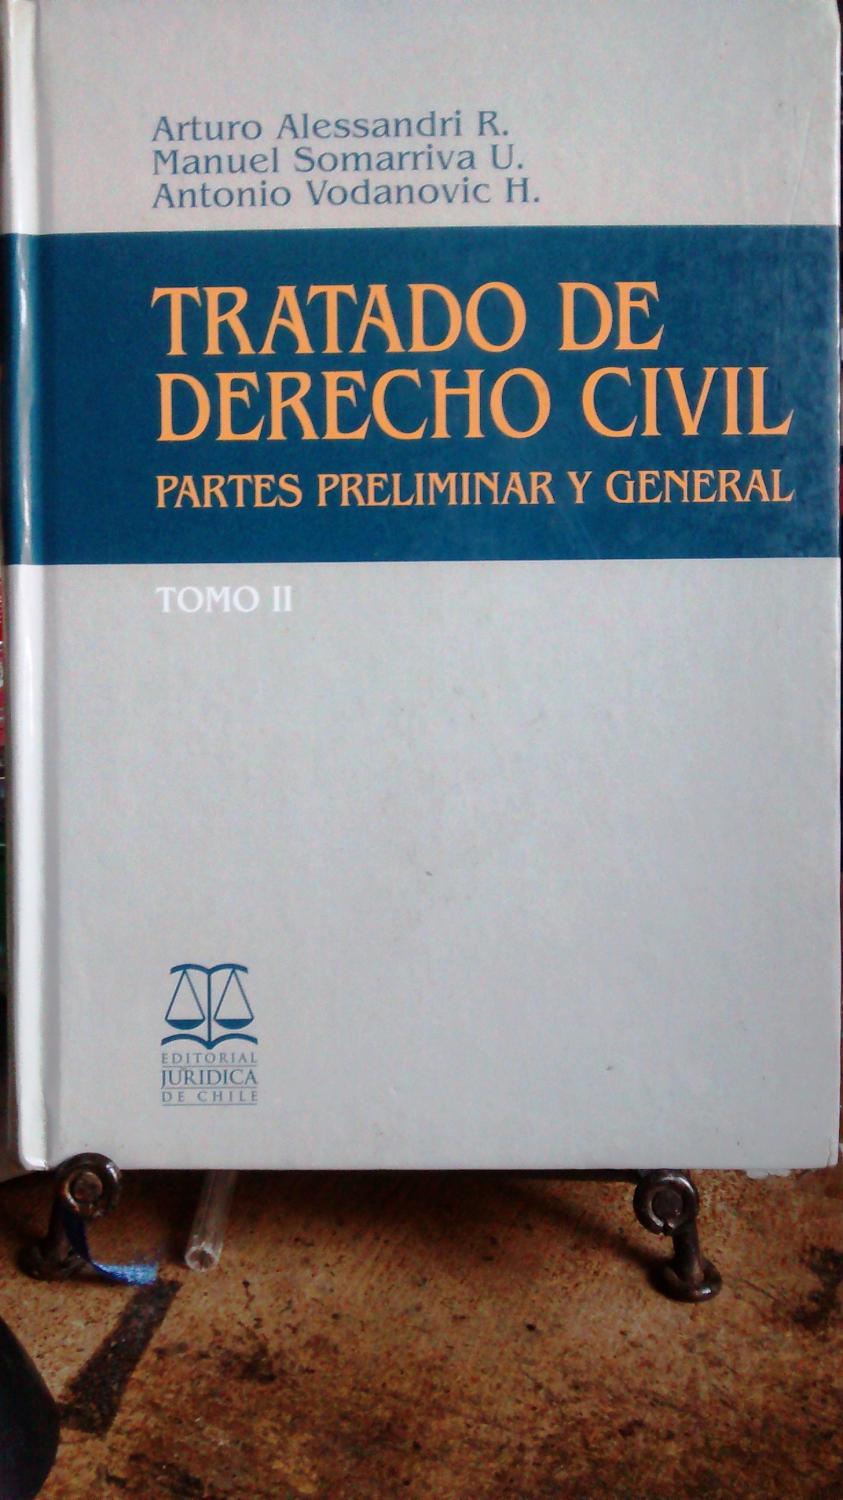 Arturo Alessandri R.
Manuel Somarriva U.
Antonio Vodanovic H.
TRATADO DE
DERECHO CIVIL
PARTES PRELIMINAR Y GENERAL
TOMO II
EDITORIAL
JURIDICA
DE CHILE